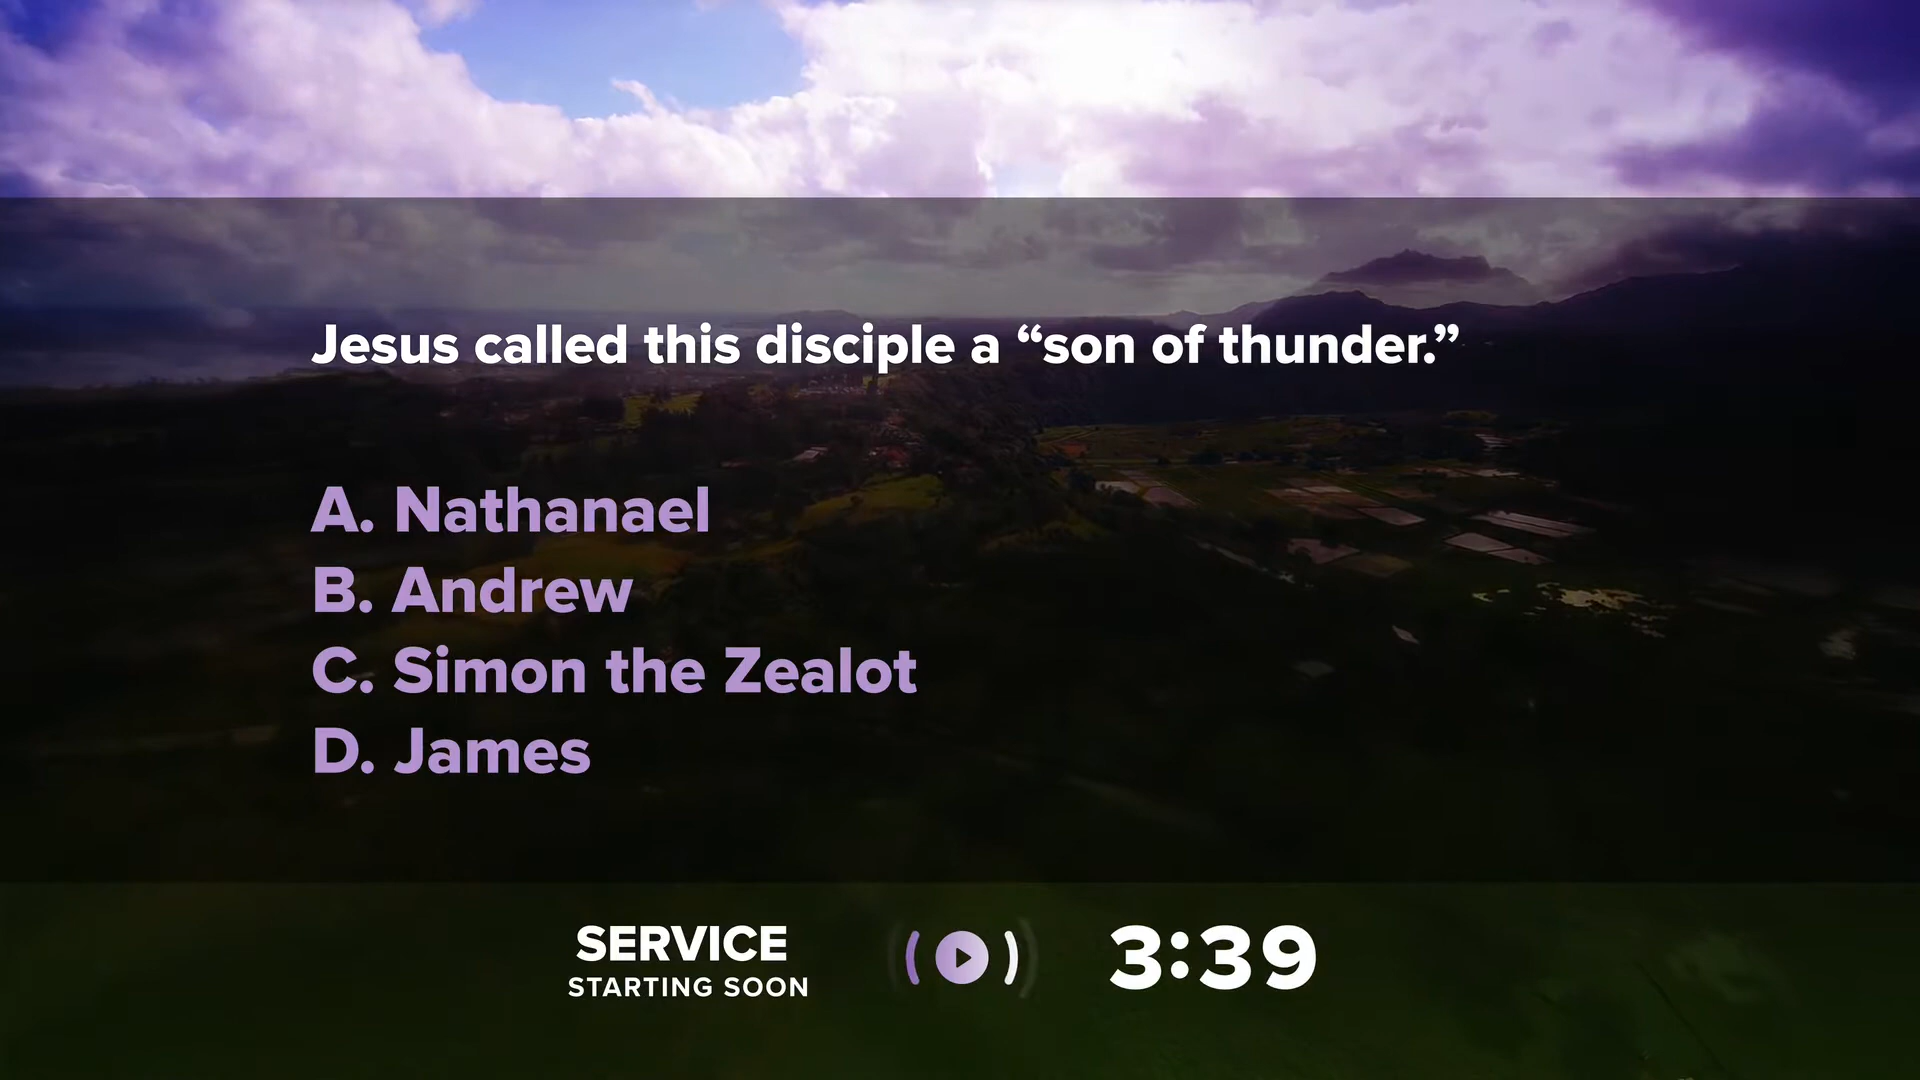 Jesus called this disciple a “son of thunder.”
A. Nathanael
B. Andrew
C. Simon the Zealot
D. James
SERVICE
STARTING SOON
3:39